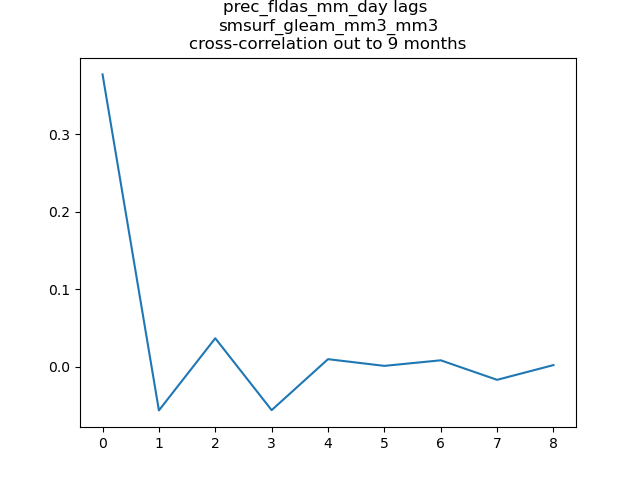 prec_fldas_mm_day lags
smsurf_gleam_mm3_mm3
cross-correlation out to 9 months
0.3
0.2
0.1
0.0
0 1 2 3 4 5 6 7 8